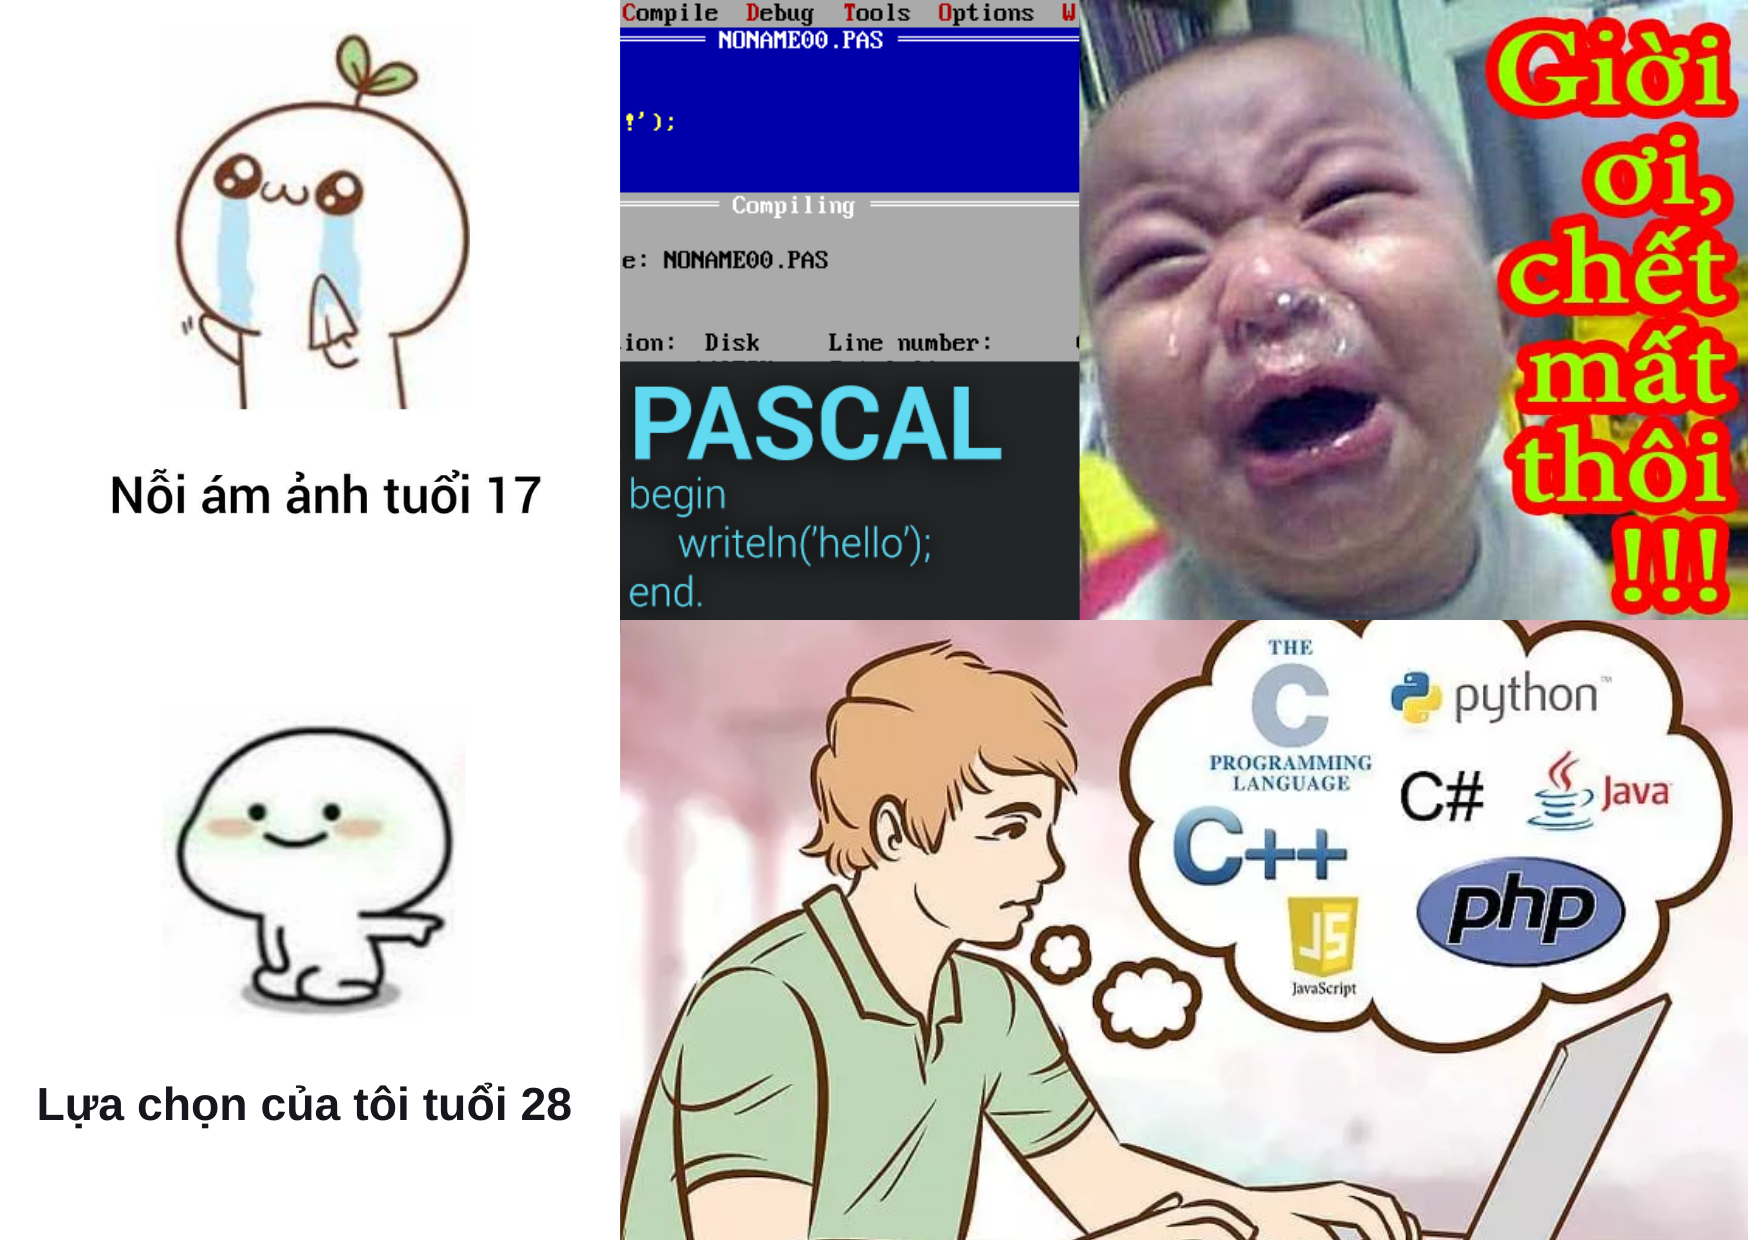 Nỗi ám ảnh tuổi 17
Compile Debug Tools Options W
NONAME00.PAS
!');
Compiling
e: NONAME00.PAS
ion: Disk Line number:
PASCAL
begin
writeln('hello');
end.
Giời
ơi,
chết
mất
thôi
!!!
Lựa chọn của tôi tuổi 28
THE
C
PROGRAMMING
LANGUAGE
python™
C#
Java
C++
php
JS
JavaScript